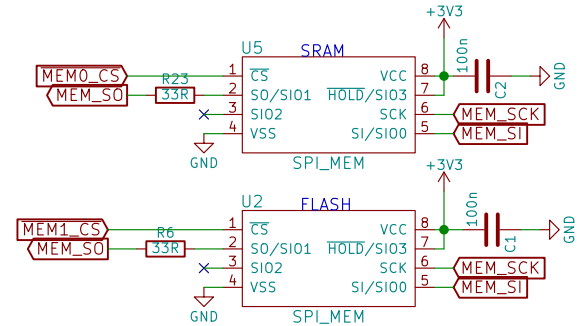 +3V3
U5 SRAM 100n
MEM0_CS R23 1 CS VCC 8 C2 GND
MEM_SO 33R 2 SO/SIO1 HOLD/SIO3 7
3 SIO2 SCK 6 MEM_SCK
4 VSS SI/SIO0 5 MEM_SI
GND SPI_MEM
+3V3
U2 FLASH 100n
MEM1_CS R6 1 CS VCC 8 C1 GND
MEM_SO 33R 2 SO/SIO1 HOLD/SIO3 7
3 SIO2 SCK 6 MEM_SCK
4 VSS SI/SIO0 5 MEM_SI
GND SPI_MEM